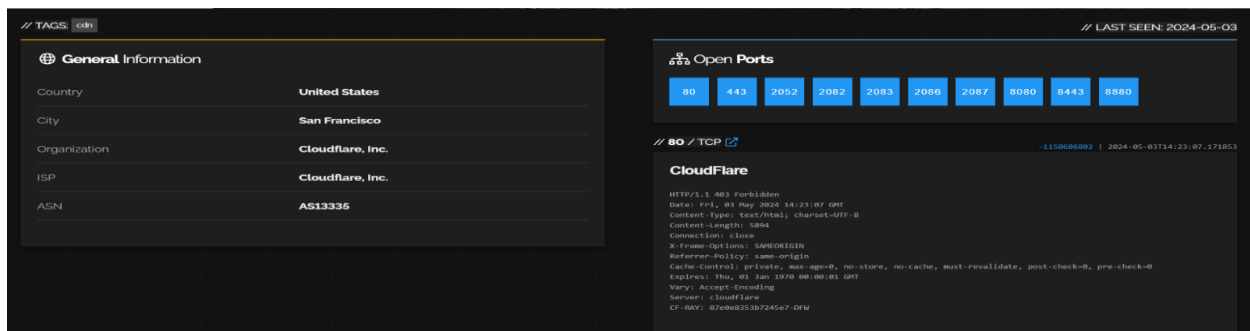 // TAGS: cdn
// LAST SEEN: 2024-05-03
General Information
Country United States
City San Francisco
Organization Cloudflare, Inc.
ISP Cloudflare, Inc.
ASN AS13335
Open Ports
80 443 2052 2082 2083 2086 2087 8080 8443 8880
// 80 / TCP
-1150686802 | 2024-05-03T14:23:07.171853
CloudFlare
HTTP/1.1 403 Forbidden
Date: Fri, 03 May 2024 14:23:07 GMT
Content-Type: text/html; charset=UTF-8
Content-Length: 5894
Connection: close
X-Frame-Options: SAMEORIGIN
Referrer-Policy: same-origin
Cache-Control: private, max-age=0, no-store, no-cache, must-revalidate, post-check=0, pre-check=0
Expires: Thu, 01 Jan 1970 00:00:01 GMT
Vary: Accept-Encoding
Server: cloudflare
CF-RAY: 87e0e8353b7245e7-DFW